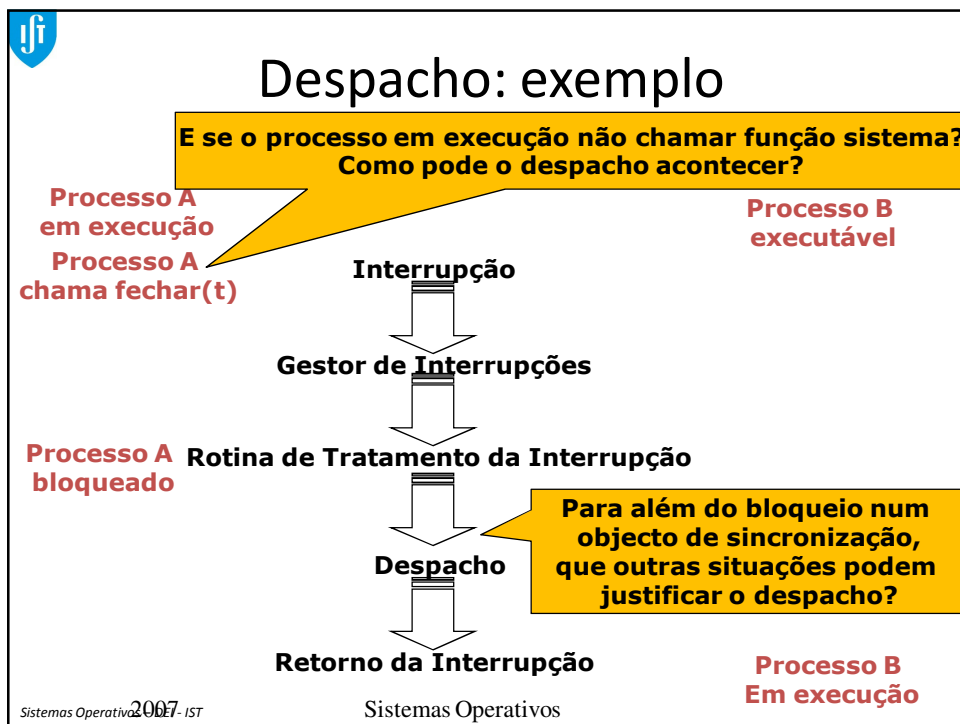 Despacho: exemplo
E se o processo em execução não chamar função sistema?
Como pode o despacho acontecer?
Processo A
em execução
Processo B
executável
Processo A
chama fechar(t)
Interrupção
Gestor de Interrupções
Processo A
bloqueado
Rotina de Tratamento da Interrupção
Para além do bloqueio num
objecto de sincronização,
que outras situações podem
justificar o despacho?
Despacho
Retorno da Interrupção
Processo B
Em execução
Sistemas Operativos - DEI - IST
2007
Sistemas Operativos